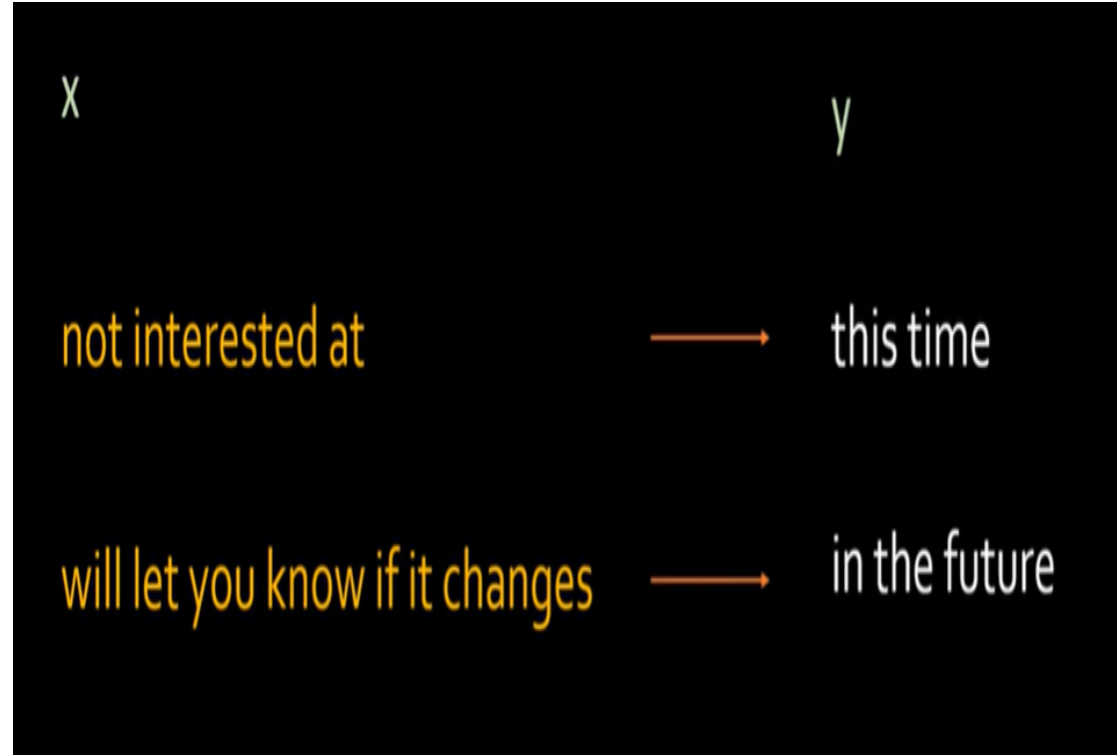 x
y
not interested at → this time
will let you know if it changes → in the future